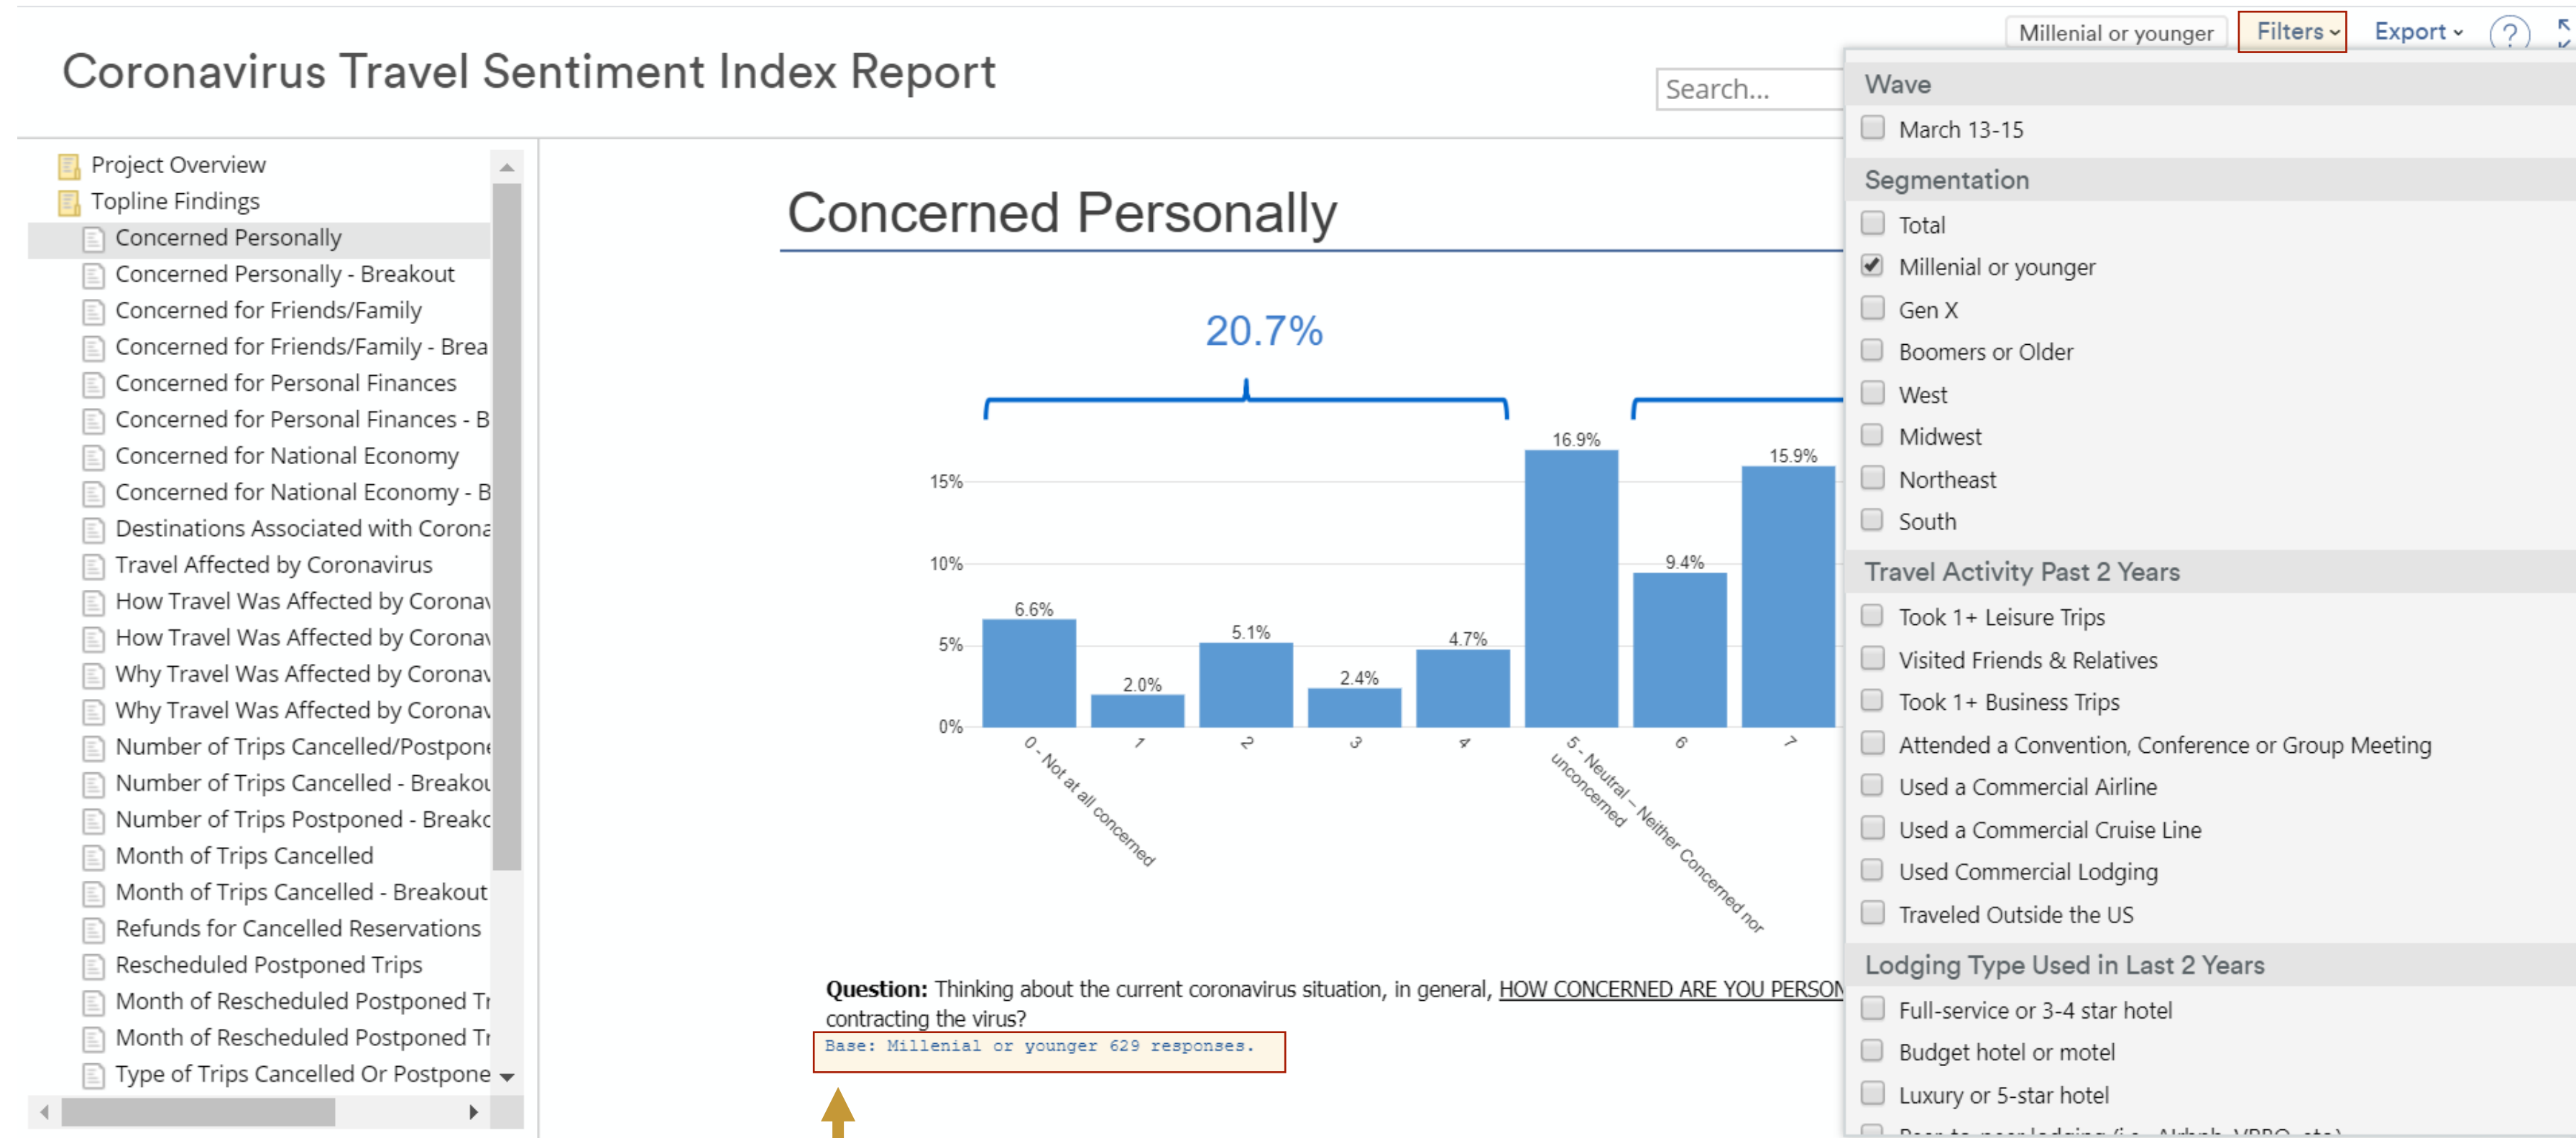 Millenial or younger
Filters
Export
?
Coronavirus Travel Sentiment Index Report
Search...
Project Overview
Topline Findings
Concerned Personally
Concerned Personally - Breakout
Concerned for Friends/Family
Concerned for Friends/Family - Brea
Concerned for Personal Finances
Concerned for Personal Finances - B
Concerned for National Economy
Concerned for National Economy - B
Destinations Associated with Corona
Travel Affected by Coronavirus
How Travel Was Affected by Coronav
How Travel Was Affected by Coronav
Why Travel Was Affected by Coronav
Why Travel Was Affected by Coronav
Number of Trips Cancelled/Postpone
Number of Trips Cancelled - Breakou
Number of Trips Postponed - Breakc
Month of Trips Cancelled
Month of Trips Cancelled - Breakout
Refunds for Cancelled Reservations
Rescheduled Postponed Trips
Month of Rescheduled Postponed Tr
Month of Rescheduled Postponed Tr
Type of Trips Cancelled Or Postpone
Concerned Personally
20.7%
15%
10%
5%
0%
6.6%
2.0%
5.1%
2.4%
4.7%
16.9%
9.4%
15.9%
0 - Not at all concerned
1
2
3
4
5 - Neutral – Neither Concerned nor
unconcerned
6
7
Question: Thinking about the current coronavirus situation, in general, HOW CONCERNED ARE YOU PERSON
contracting the virus?
Base: Millenial or younger 629 responses.
Wave
March 13-15
Segmentation
Total
Millenial or younger
Gen X
Boomers or Older
West
Midwest
Northeast
South
Travel Activity Past 2 Years
Took 1+ Leisure Trips
Visited Friends & Relatives
Took 1+ Business Trips
Attended a Convention, Conference or Group Meeting
Used a Commercial Airline
Used a Commercial Cruise Line
Used Commercial Lodging
Traveled Outside the US
Lodging Type Used in Last 2 Years
Full-service or 3-4 star hotel
Budget hotel or motel
Luxury or 5-star hotel